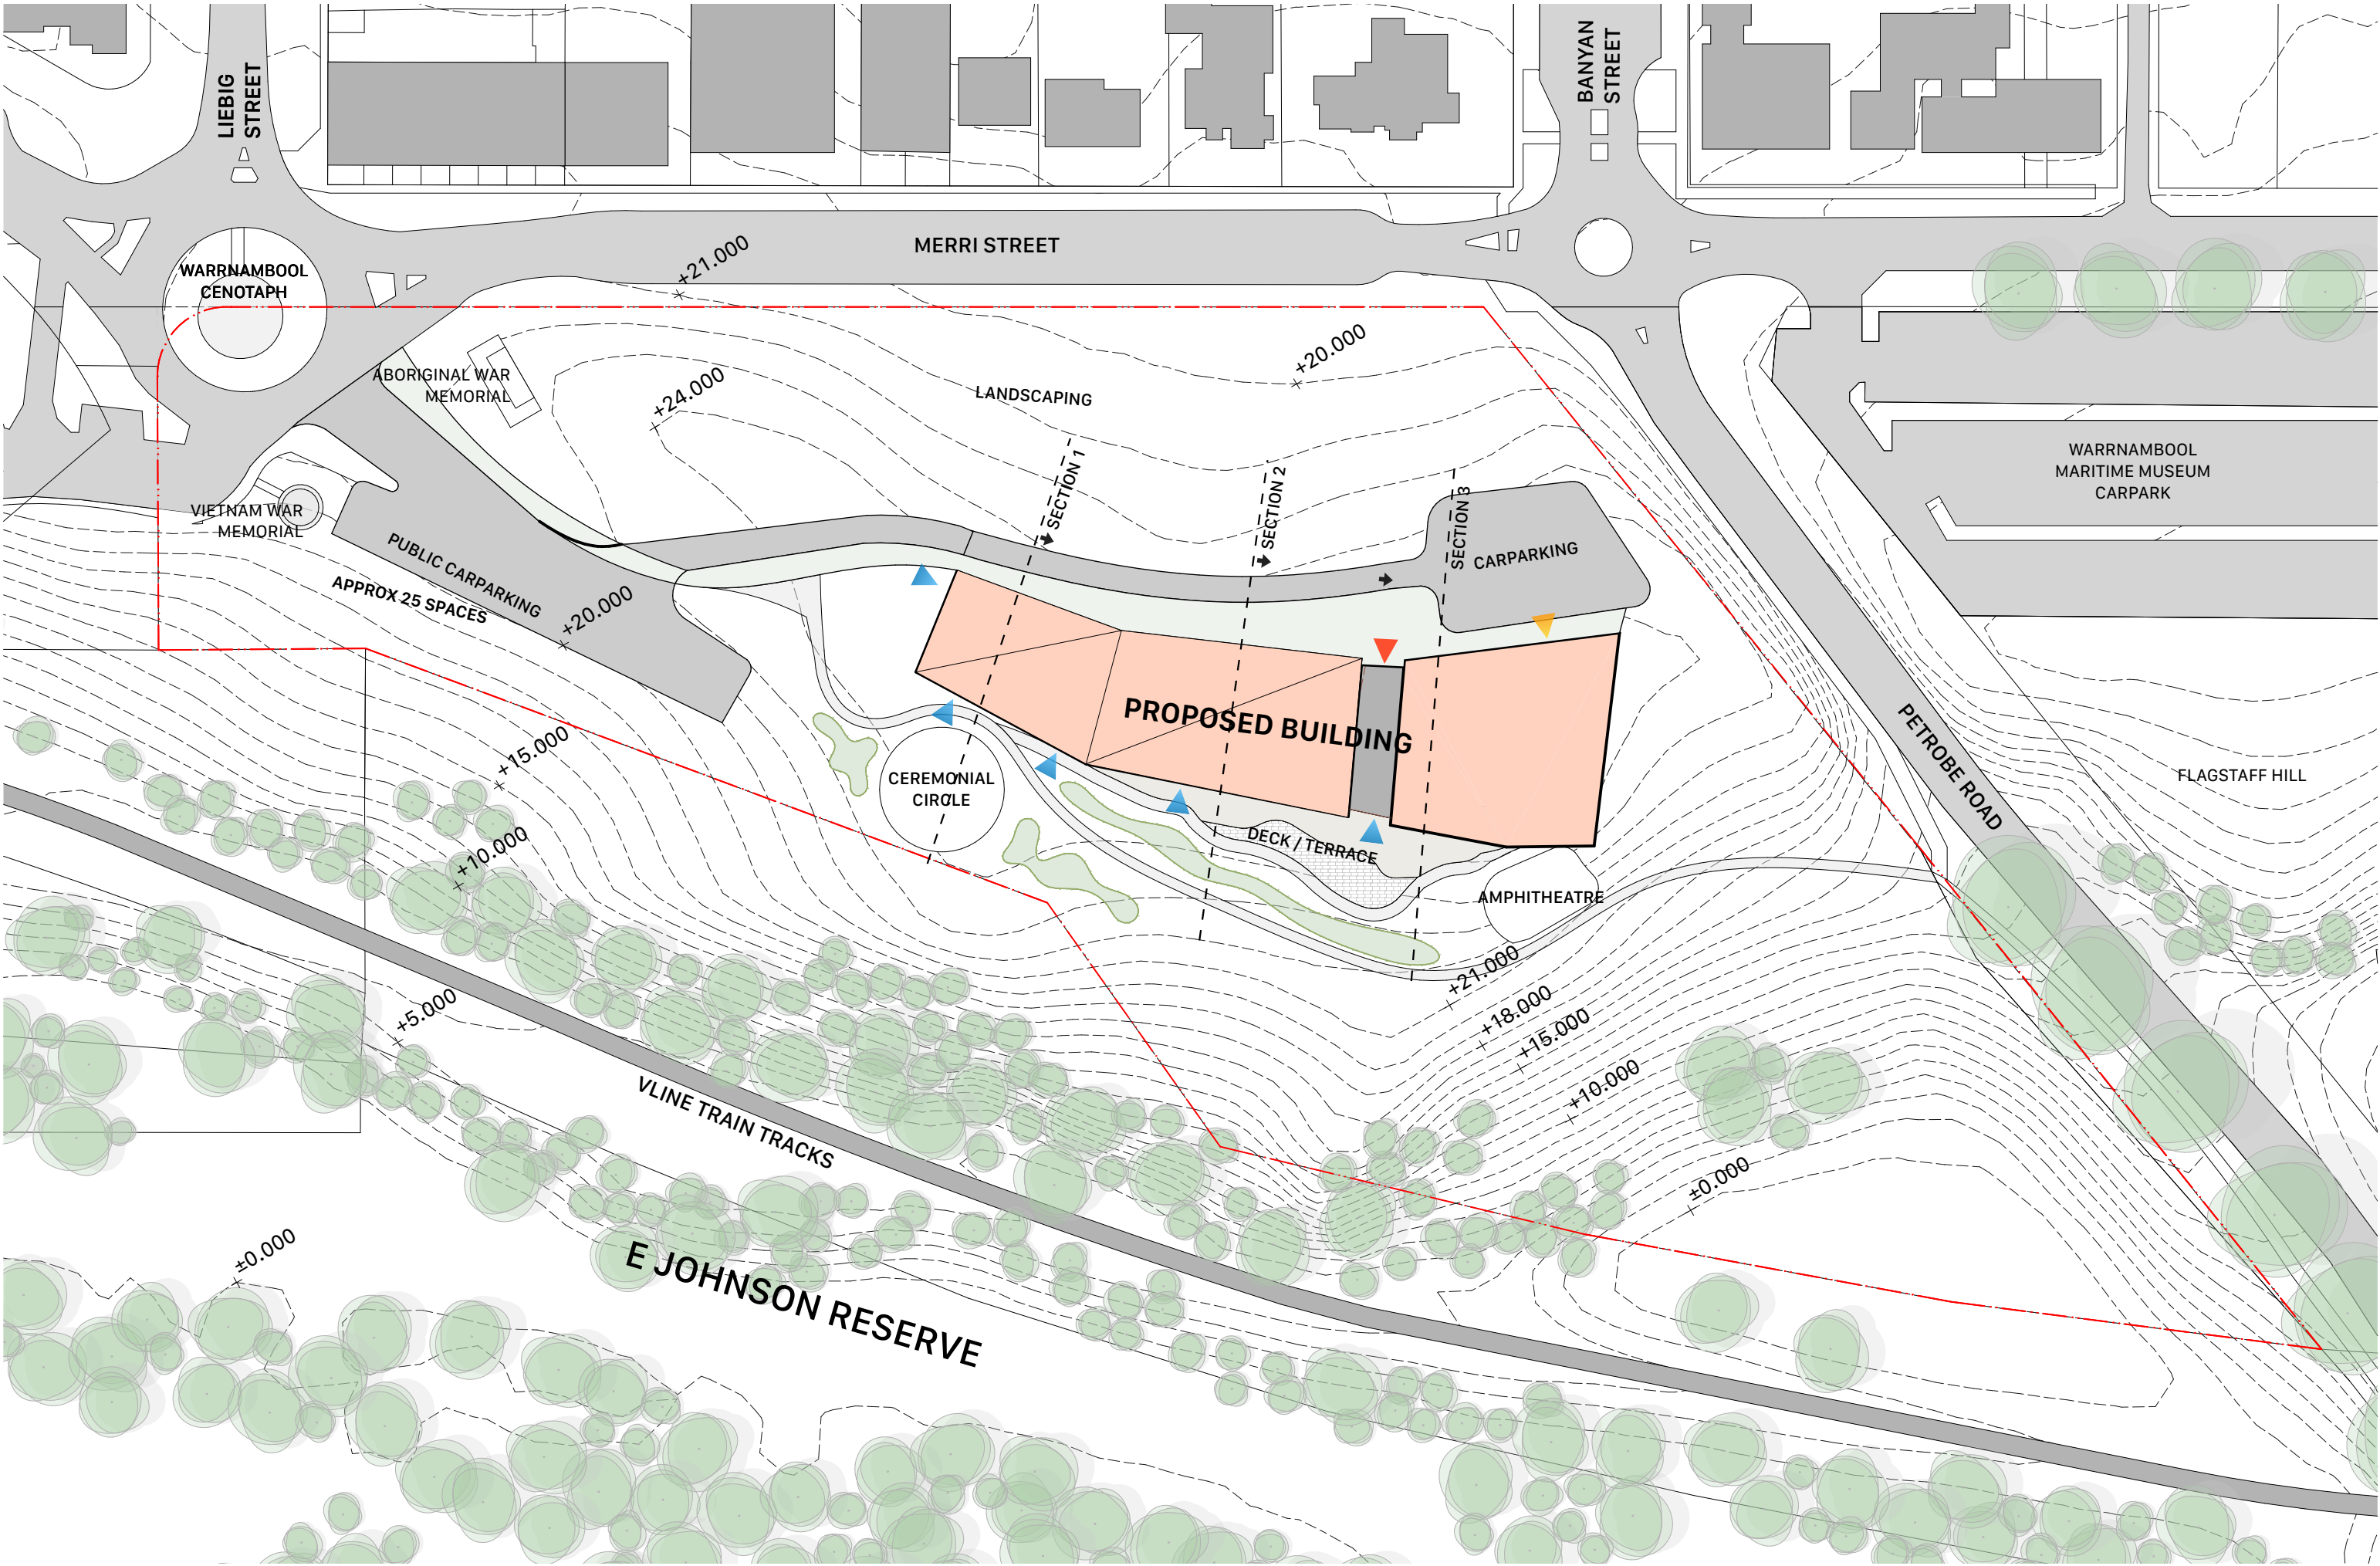 LIEBIG
STREET
BANYAN
STREET
MERRI STREET
WARRNAMBOOL
CENOTAPH
+21.000
+20.000
+24.000
ABORIGINAL WAR
MEMORIAL
LANDSCAPING
SECTION 1
SECTION 2
SECTION 3
CARPARKING
WARRNAMBOOL
MARITIME MUSEUM
CARPARK
VIETNAM WAR
MEMORIAL
PUBLIC CARPARKING
APPROX 25 SPACES
+20.000
PROPOSED BUILDING
PETROBE ROAD
FLAGSTAFF HILL
+15.000
CEREMONIAL
CIRCLE
DECK / TERRACE
AMPHITHEATRE
+10.000
+21.000
+18.000
+15.000
+10.000
+5.000
VLINE TRAIN TRACKS
±0.000
±0.000
E JOHNSON RESERVE